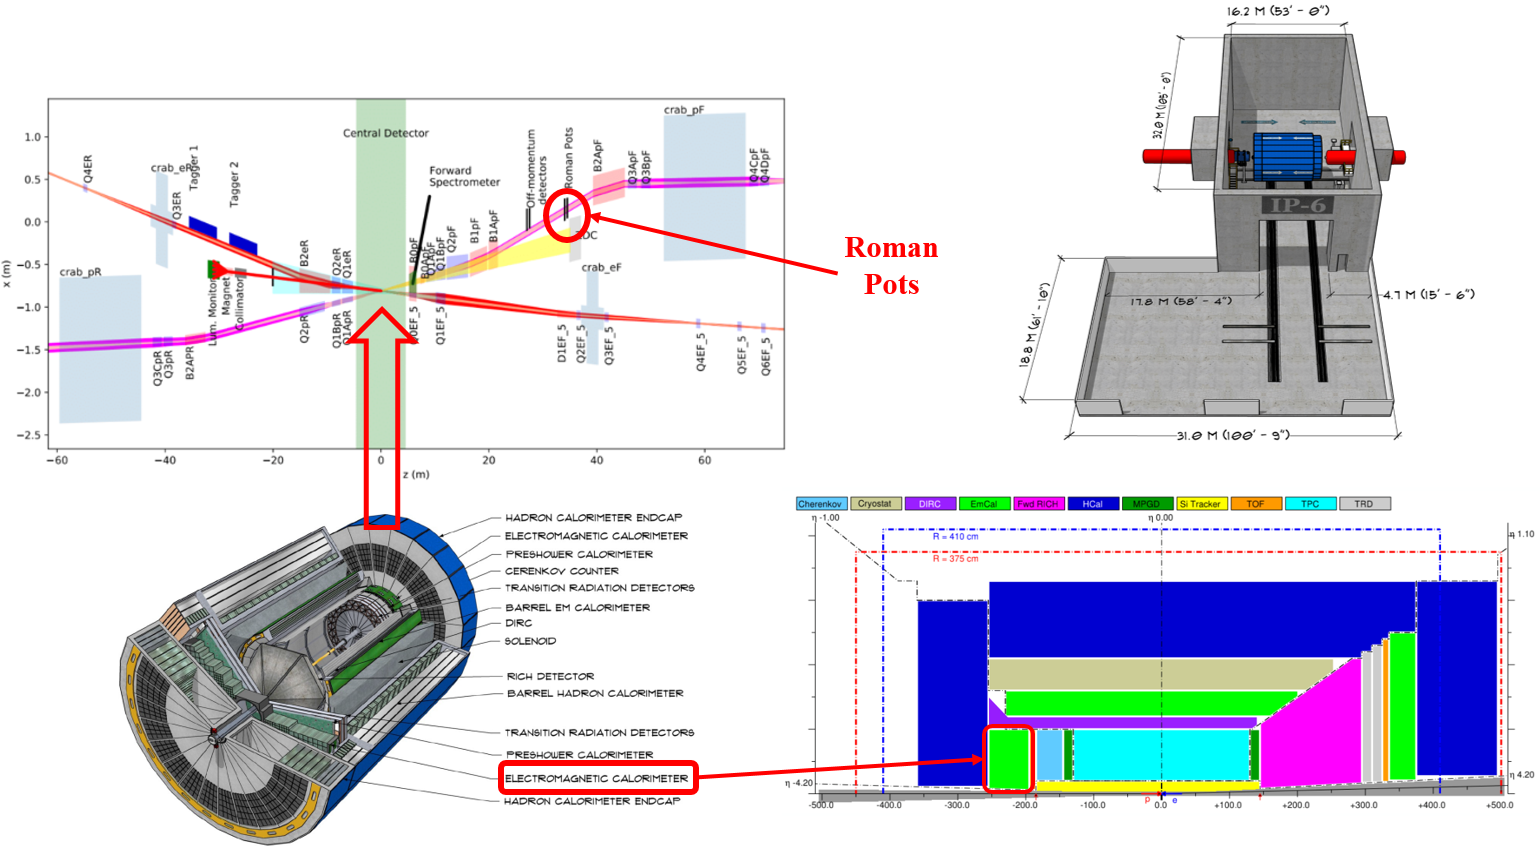 crab_pF
Central Detector
Q4ER
crab_eR
Q3ER
Tagger 1
Tagger 2
Forward
Spectrometer
Off-momentum
detectors
Roman Pots
B2ApF
Q3ApF
Q3BpF
Q4CpF
Q4DpF
B2eR
Q2eR
Q1eR
B0pF
Q1ApF
Q1BpF
Q2pF
B1pF
B1ApF
ZDC
crab_eF
crab_pR
Lum. Monitor
Magnet
Collimator
Q3CpR
Q3pR
B2APR
Q2pR
Q1BpR
Q1ApR
Q1EF_5
D1EF_5
Q2EF_5
Q3EF_5
Q4EF_5
Q5EF_5
Q6EF_5
x (m)
1.0
0.5
0.0
−0.5
−1.0
−1.5
−2.0
−2.5
−60
−40
−20
0
20
40
60
z (m)
Roman
Pots
16.2 M (53' - 0")
32.0 M (105' - 0")
IP-6
17.8 M (58' - 4")
4.7 M (15' - 6")
18.8 M (61' - 10")
31.0 M (100' - 9")
HADRON CALORIMETER ENDCAP
ELECTROMAGNETIC CALORIMETER
PRESHOWER CALORIMETER
CERENKOV COUNTER
TRANSITION RADIATION DETECTORS
BARREL EM CALORIMETER
DIRC
SOLENOID
RICH DETECTOR
BARREL HADRON CALORIMETER
TRANSITION RADIATION DETECTORS
PRESHOWER CALORIMETER
ELECTROMAGNETIC CALORIMETER
HADRON CALORIMETER ENDCAP
Cherenkov Cryostat DIRC EmCal Fwd RICH HCal MPGD Si Tracker TOF TPC TRD
η -1.00
η 0.00
η 1.10
R = 410 cm
R = 375 cm
η -4.20
η 4.20
p e
-500.0 -400.0 -300.0 -200.0 -100.0 0.0 +100.0 +200.0 +300.0 +400.0 +500.0